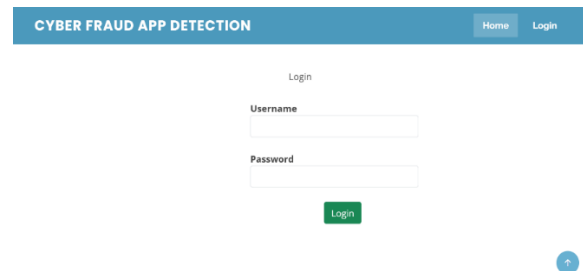 CYBER FRAUD APP DETECTION Home Login
Login
Username
Password
Login